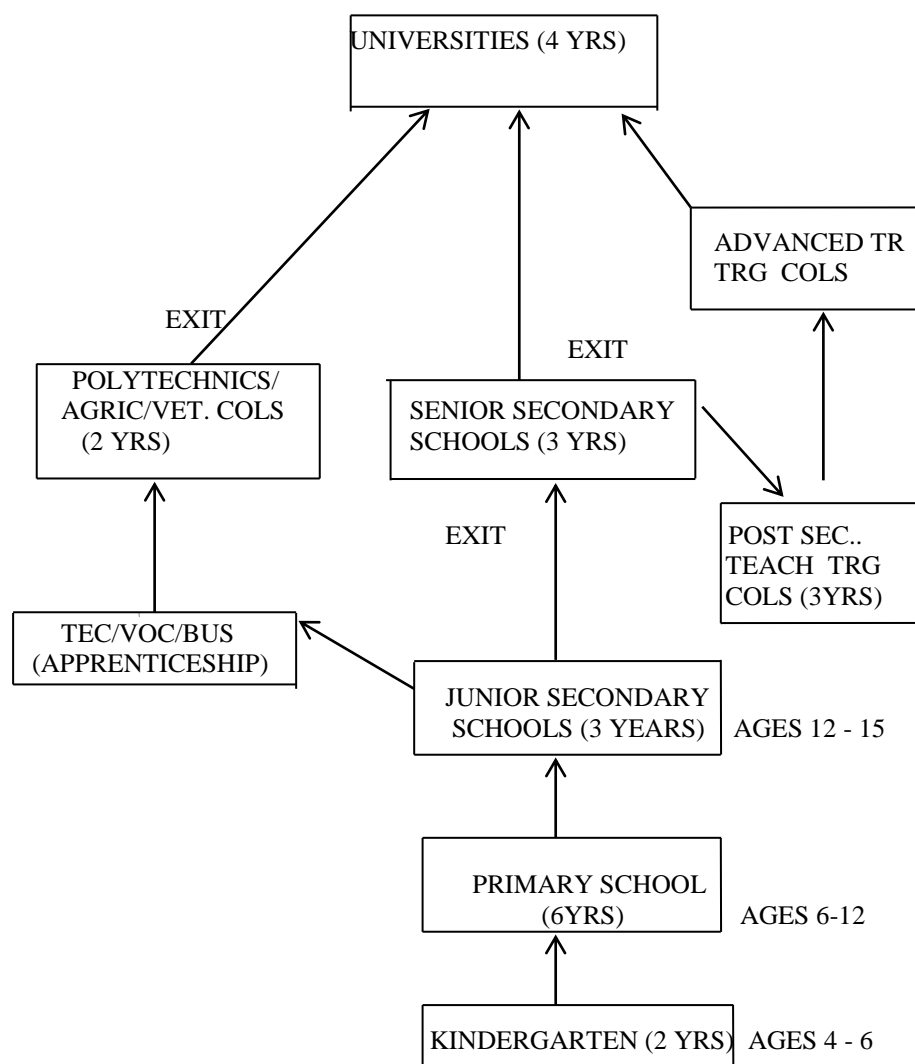 UNIVERSITIES (4 YRS)
ADVANCED TR
TRG COLS
EXIT
EXIT
POLYTECHNICS/
AGRIC/VET. COLS
(2 YRS)
SENIOR SECONDARY
SCHOOLS (3 YRS)
EXIT
POST SEC..
TEACH TRG
COLS (3YRS)
TEC/VOC/BUS
(APPRENTICESHIP)
JUNIOR SECONDARY
SCHOOLS (3 YEARS)
AGES 12 - 15
PRIMARY SCHOOL
(6YRS)
AGES 6-12
KINDERGARTEN (2 YRS)
AGES 4 - 6